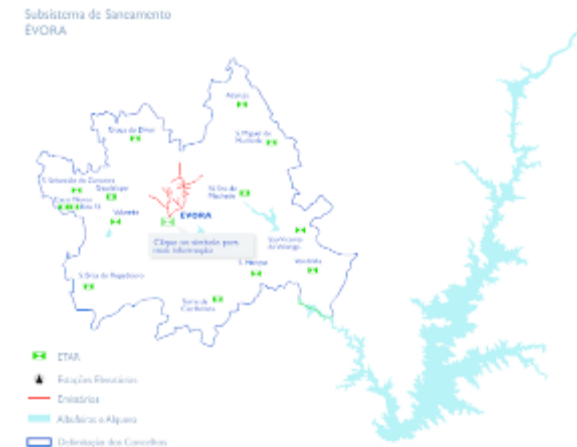 Subsistema de Saneamento
ÉVORA
Azaruja
Graça do Divor
S. Miguel de
Machede
S. Sebastião da Giesteira
Guadalupe
N. Sra de
Machede
Valverde
ÉVORA
Clique no símbolo para
mais informação
São Vicente
do Valongo
S. Manços
Vendinha
S. Brás do Regedouro
Torre de
Coelheiros
ETAR
Estações Elevatórias
Emissários
Albufeira e Alqueva
Delimitação dos Concelhos